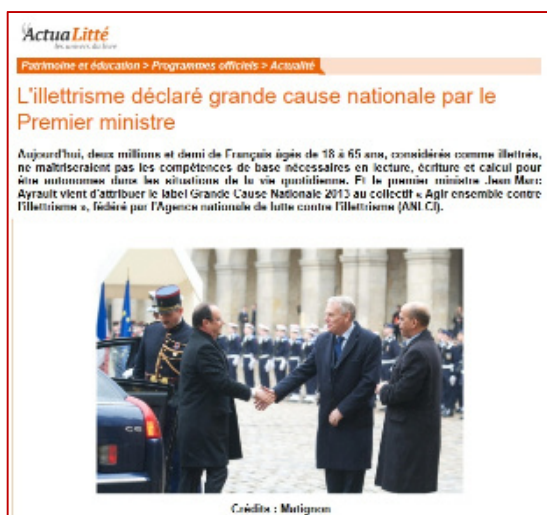 ActuaLitté
les univers du livre
Patrimoine et éducation > Programmes officiels > Actualité
L'illettrisme déclaré grande cause nationale par le
Premier ministre
Aujourd'hui, deux millions et demi de Français âgés de 18 à 65 ans, considérés comme illettrés,
ne maîtriseraient pas les compétences de base nécessaires en lecture, écriture et calcul pour
être autonomes dans les situations de la vie quotidienne. Et le premier ministre Jean-Marc
Ayrault vient d'attribuer le label Grande Cause Nationale 2013 au collectif « Agir ensemble contre
l'illettrisme », fédéré par l'Agence nationale de lutte contre l'illettrisme (ANLCI).
C6
Crédits : Matignon